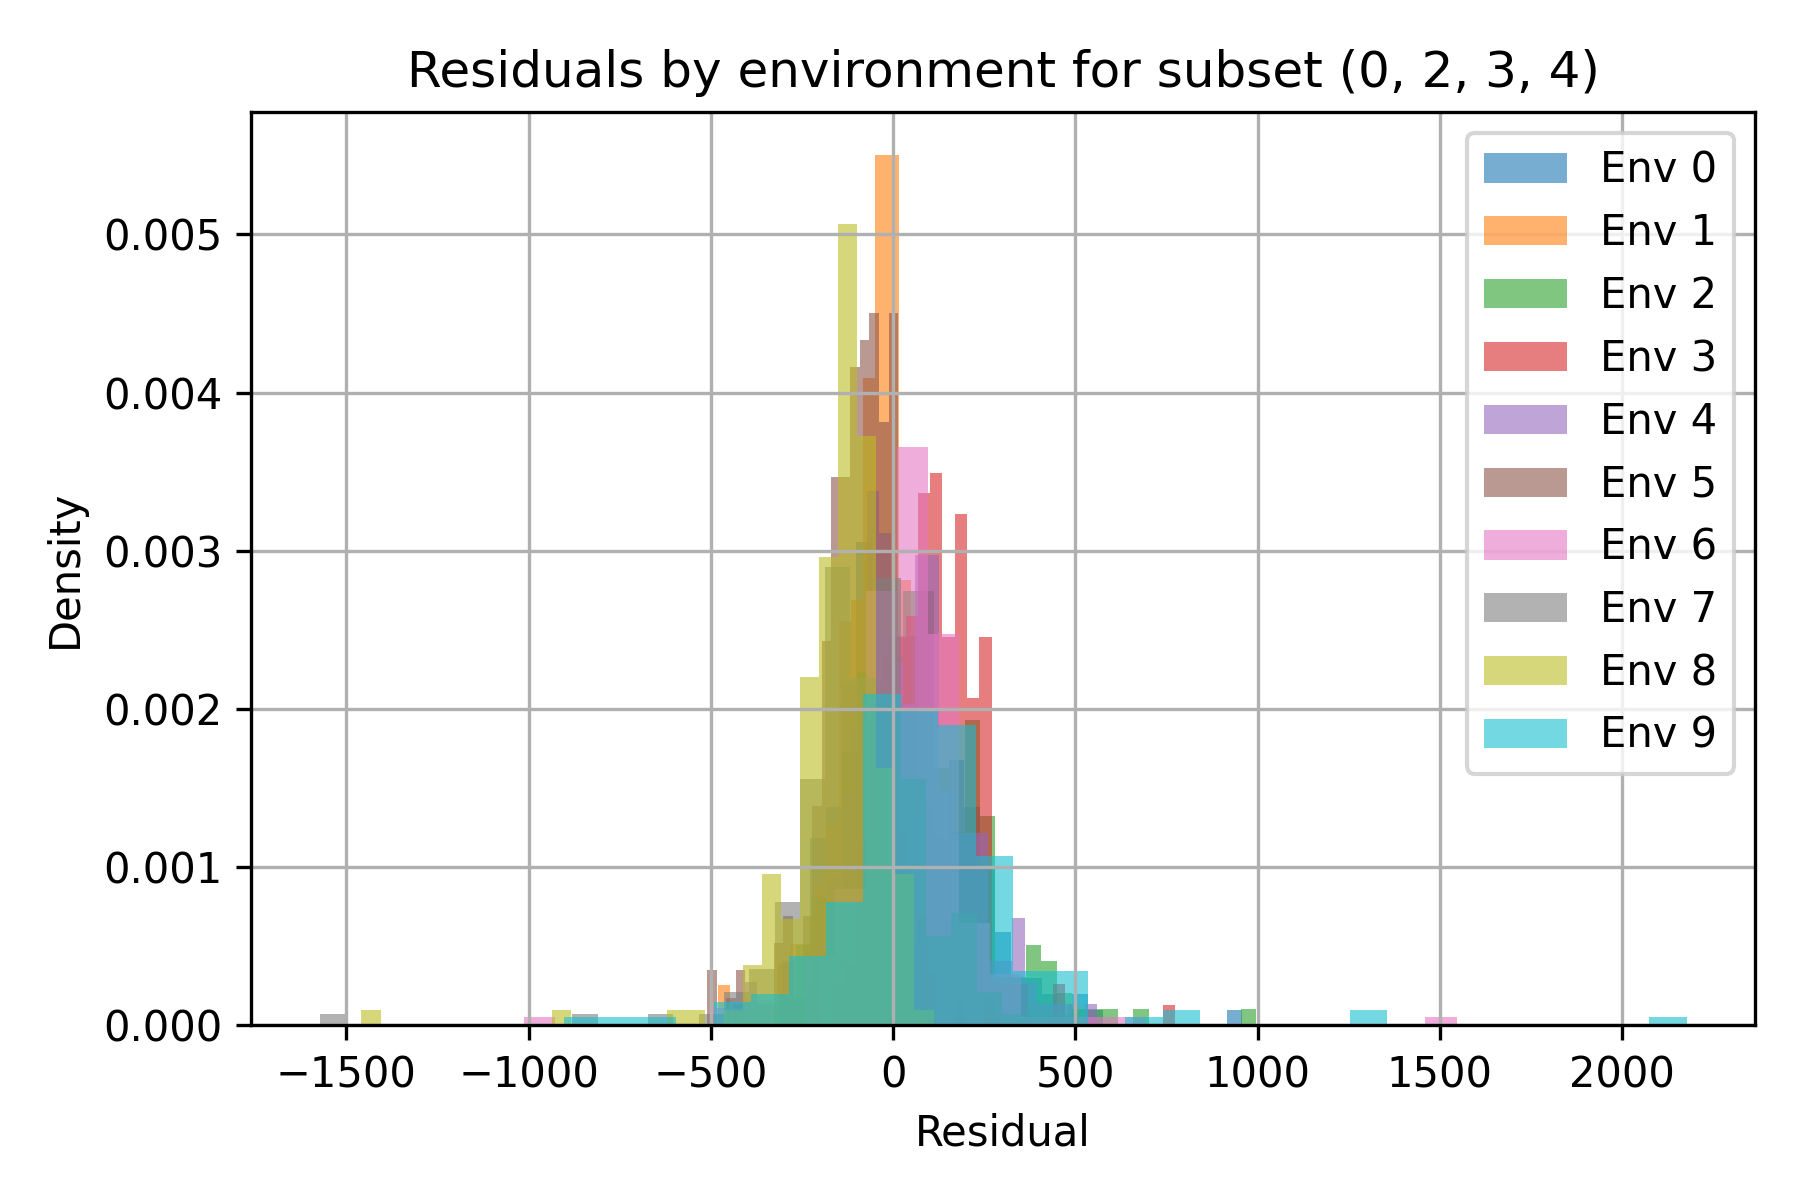 Residuals by environment for subset (0, 2, 3, 4)
Env 0
Env 1
Env 2
Env 3
Env 4
Env 5
Env 6
Env 7
Env 8
Env 9
0.005
0.004
0.003
0.002
0.001
0.000
Density
−1500 −1000 −500 0 500 1000 1500 2000
Residual